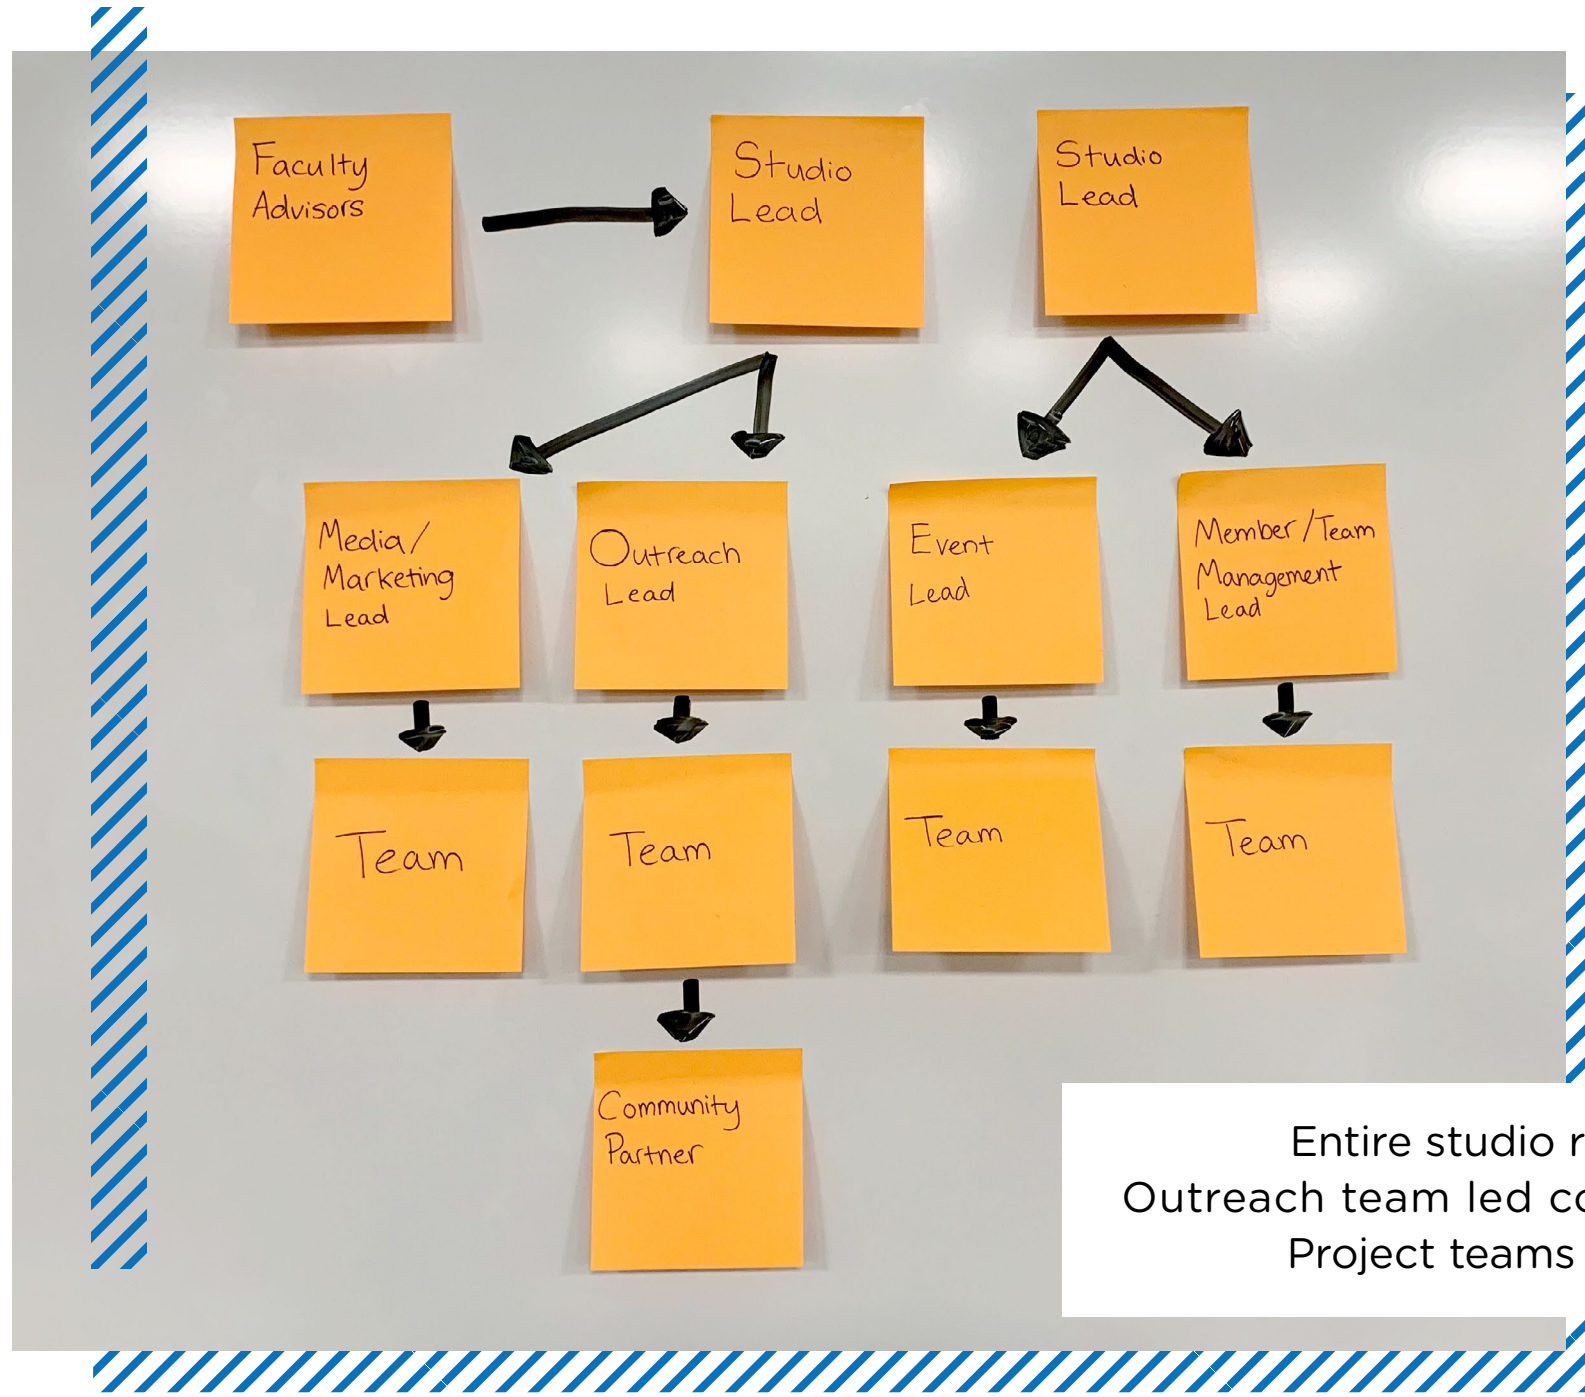 Faculty
Advisors
Studio
Lead
Studio
Lead
Media/
Marketing
Lead
Outreach
Lead
Event
Lead
Member/Team
Management
Lead
Team
Team
Team
Team
Community
Partner
Entire studio
Outreach team led
Project teams